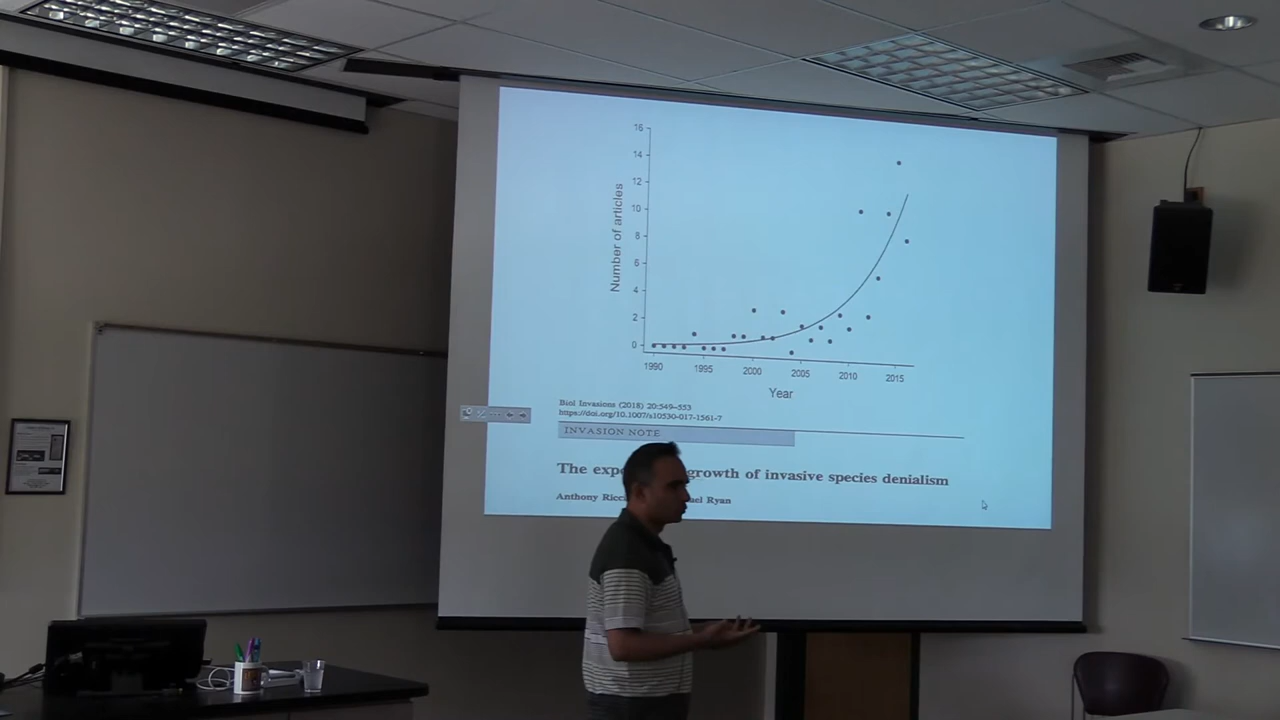 16
14
12
10
8
6
4
2
0
Number of articles
1990 1995 2000 2005 2010 2015
Year
Biol Invasions (2018) 20:549–553
https://doi.org/10.1007/s10530-017-1561-7
INVASION NOTE
The expo growth of invasive species denialism
Anthony Ricci uel Ryan